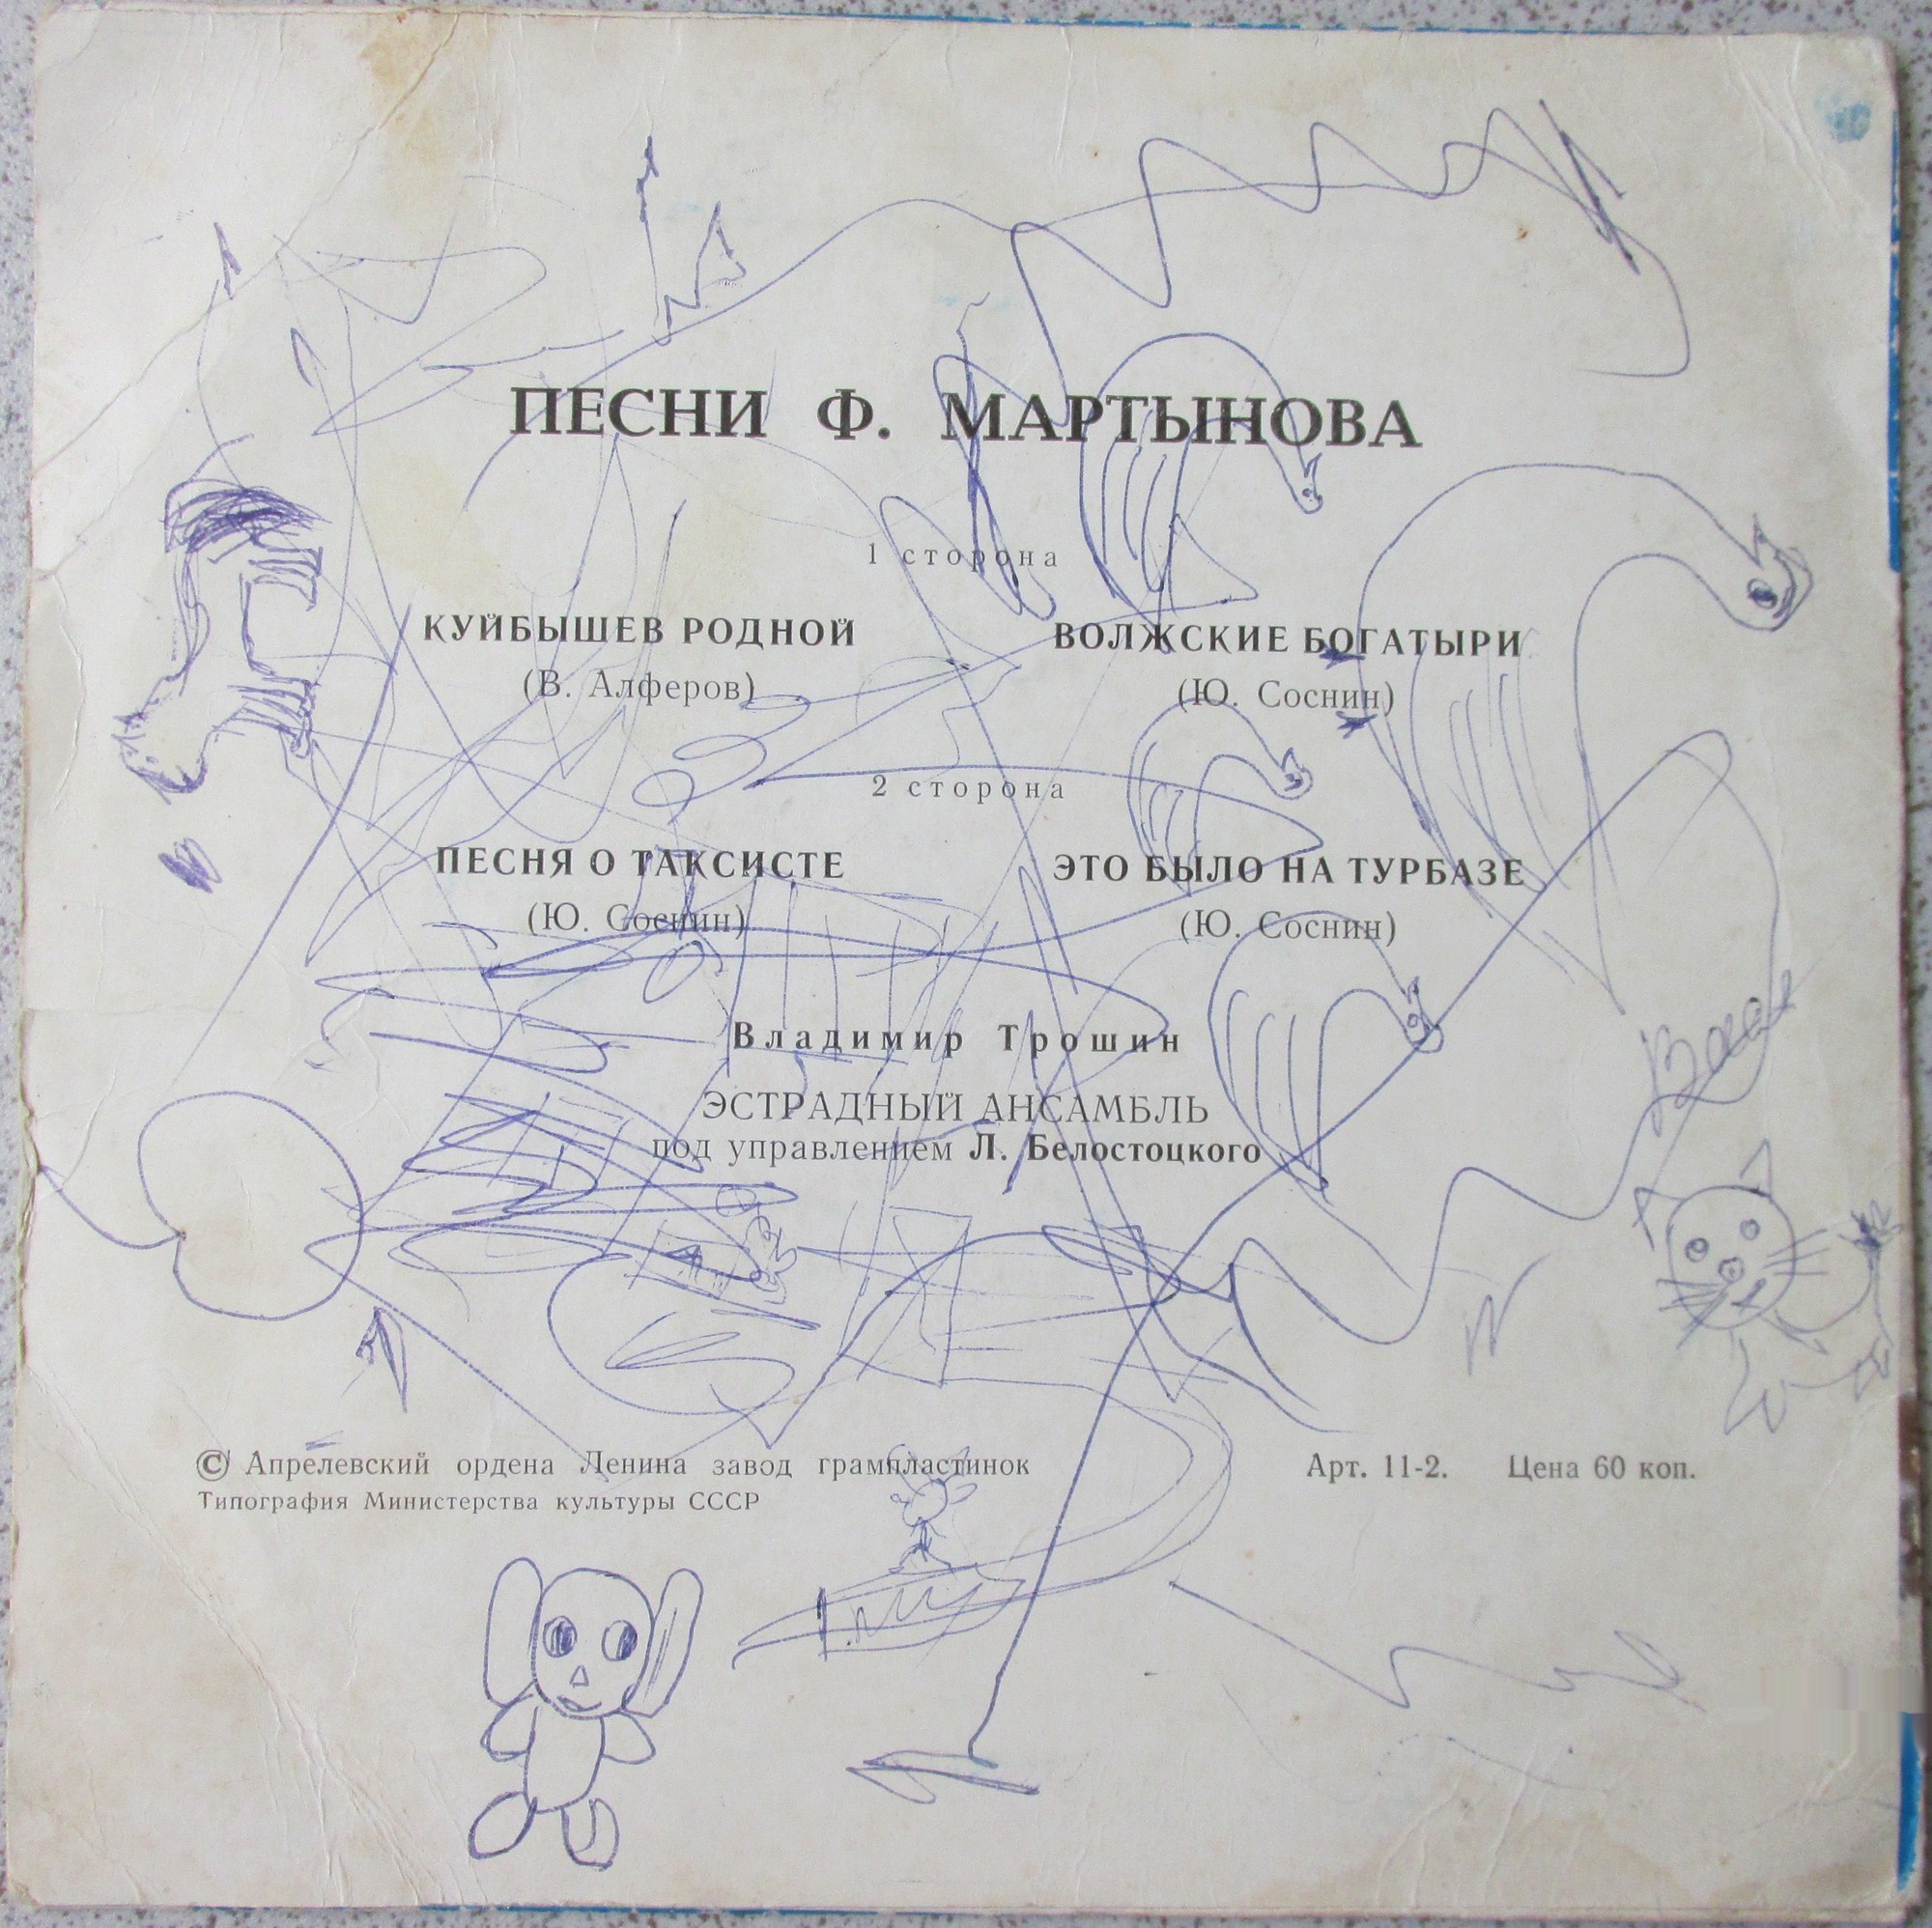 ПЕСНИ Ф. МАРТЫНОВА
1 сторона
КУЙБЫШЕВ РОДНОЙ
(В. Алферов)
ВОЛЖСКИЕ БОГАТЫРИ
(Ю. Соснин)
2 сторона
ПЕСНЯ О ТАКСИСТЕ
(Ю. Соснин)
ЭТО БЫЛО НА ТУРБАЗЕ
(Ю. Соснин)
Владимир Трошин
ЭСТРАДНЫЙ АНСАМБЛЬ
под управлением Л. Белостоцкого
© Апрелевский ордена Ленина завод грампластинок
Типография Министерства культуры СССР
Арт. 11-2. Цена 60 коп.